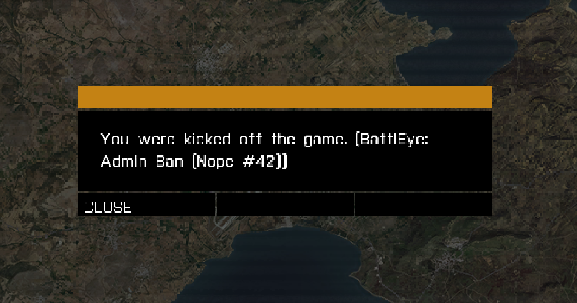 You were kicked off the game. (BattlEye:
Admin Ban (Nope #42))
CLOSE